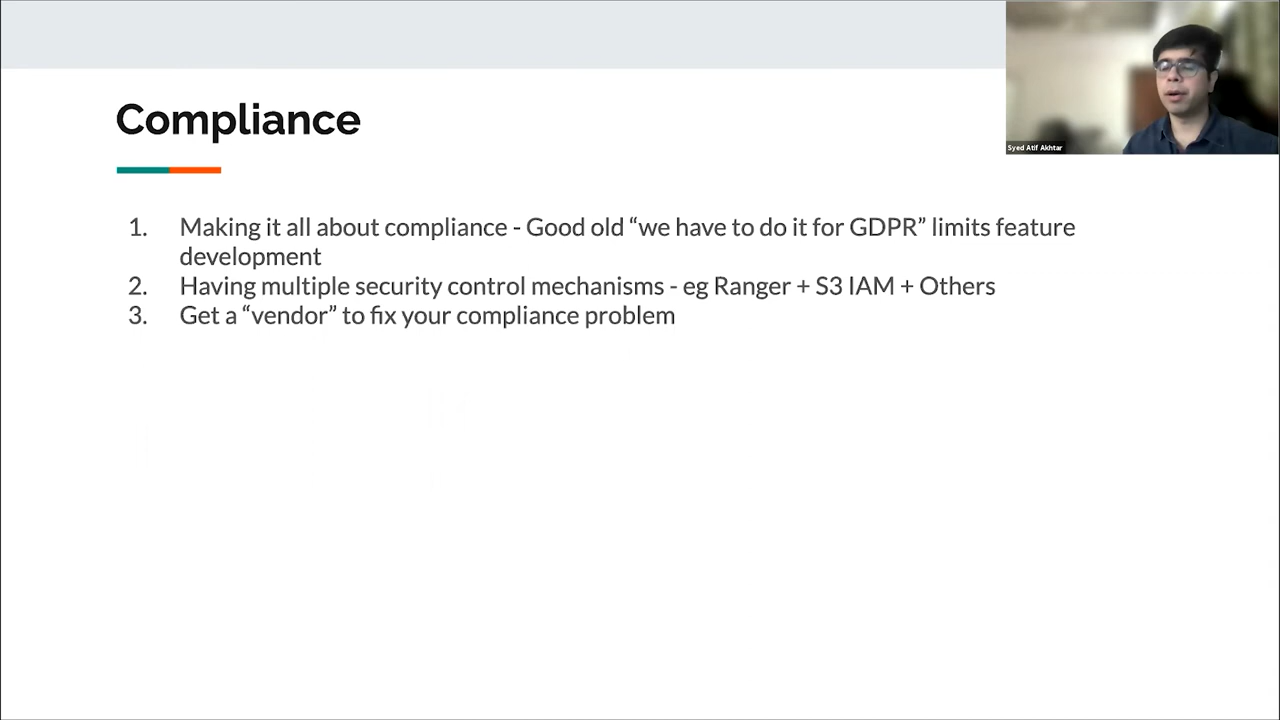 Compliance
Syed Atif Akhtar
1. Making it all about compliance - Good old “we have to do it for GDPR” limits feature
development
2. Having multiple security control mechanisms - eg Ranger + S3 IAM + Others
3. Get a “vendor” to fix your compliance problem